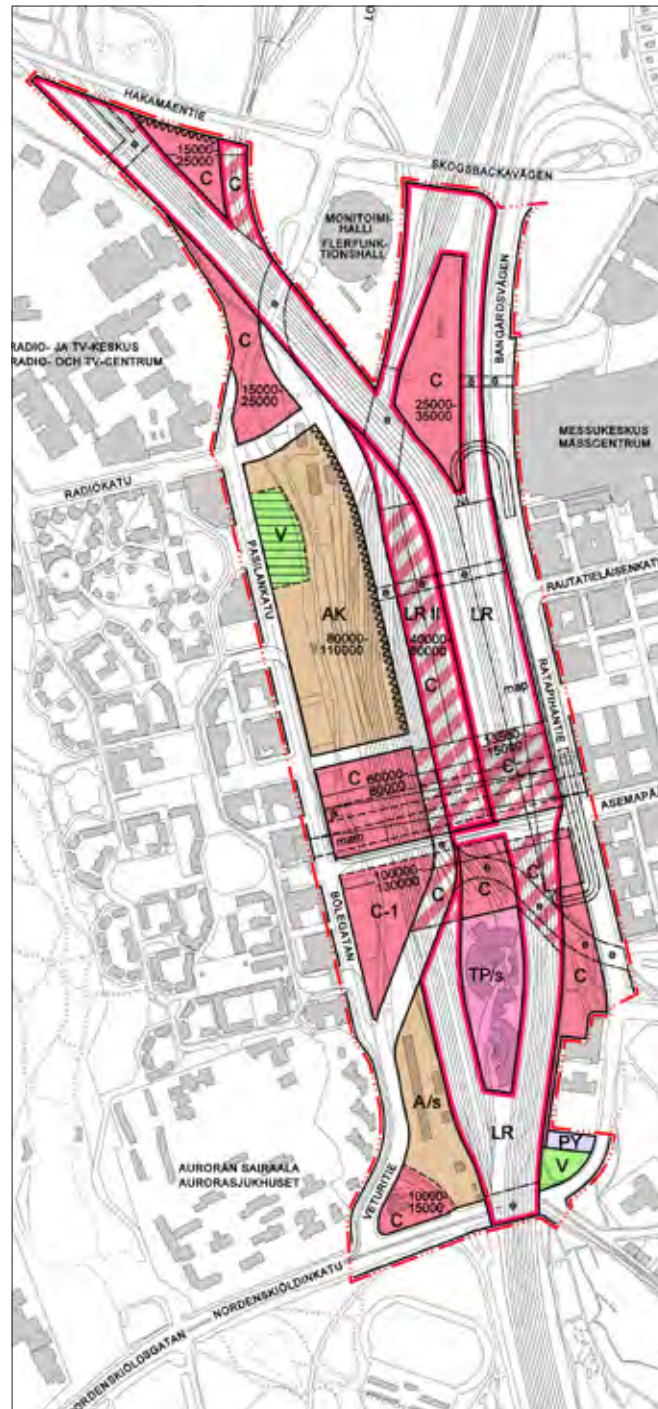 HAKAMAENTIE
LO
15000-
25000
C
C
SKOGSBACKAVÄGEN
MONITOIMI-
HALLI
FLERFUNK-
TIONSHALL
BANGÅRDSVÄGEN
RADIO- JA TV-KESKUS
RADIO- OCH TV-CENTRUM
C
15000-
25000
C
25000-
35000
MESSUKESKUS
MÄSSCENTRUM
RADIOKATU
PASILANKATU
V
AK
80000-
110000
LR II
40000-
60000
C
LR
RAUTATIELÄISENKATU
RATAPIHANTIE
map
15000
C
C
60000-
80000
ASEMAPÄ
100000-
130000
C-1
C
C
C
BÖLEGATAN
TP/s
C
A/s
LR
PY
V
AURORAN SAIRAALA
AURORASJUKHUSET
VETURITIE
10000-
15000
C
NORDENSKIÖLDINKATU
NORDENSKIÖLDSGATAN